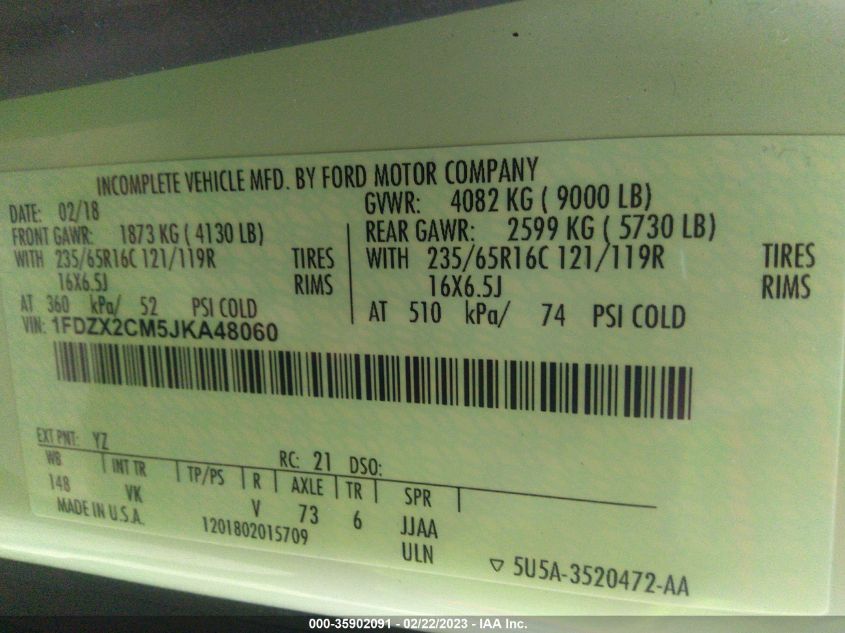 INCOMPLETE VEHICLE MFD. BY FORD MOTOR COMPANY
DATE: 02/18 GVWR: 4082 KG ( 9000 LB)
FRONT GAWR: 1873 KG ( 4130 LB) REAR GAWR: 2599 KG ( 5730 LB)
WITH 235/65R16C 121/119R TIRES WITH 235/65R16C 121/119R TIRES
16X6.5J RIMS 16X6.5J RIMS
AT 360 kPa/ 52 PSI COLD AT 510 kPa/ 74 PSI COLD
VIN: 1FDZX2CM5JKA48060
EXT PNT: YZ RC: 21 DSO:
WB INT TR TP/PS R AXLE TR SPR
148 VK V 73 6 JJAA
MADE IN U.S.A. 1201802015709 ULN
▽ 5U5A-3520472-AA
000-35902091 - 02/22/2023 - IAA Inc.